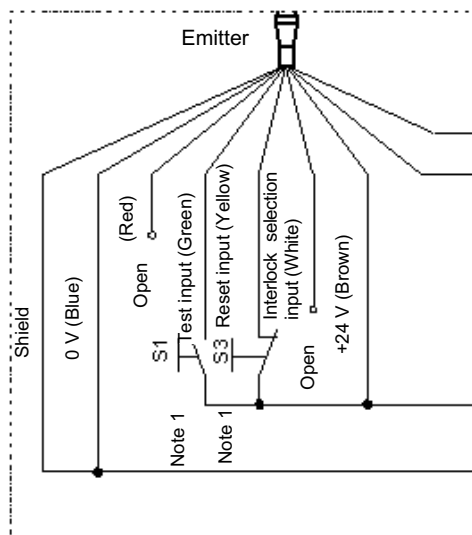 Emitter
Shield
0 V (Blue)
(Red)
Open
Test input (Green)
Reset input (Yellow)
Interlock selection
input (White)
Open
+24 V (Brown)
S1
S3
Note 1
Note 1